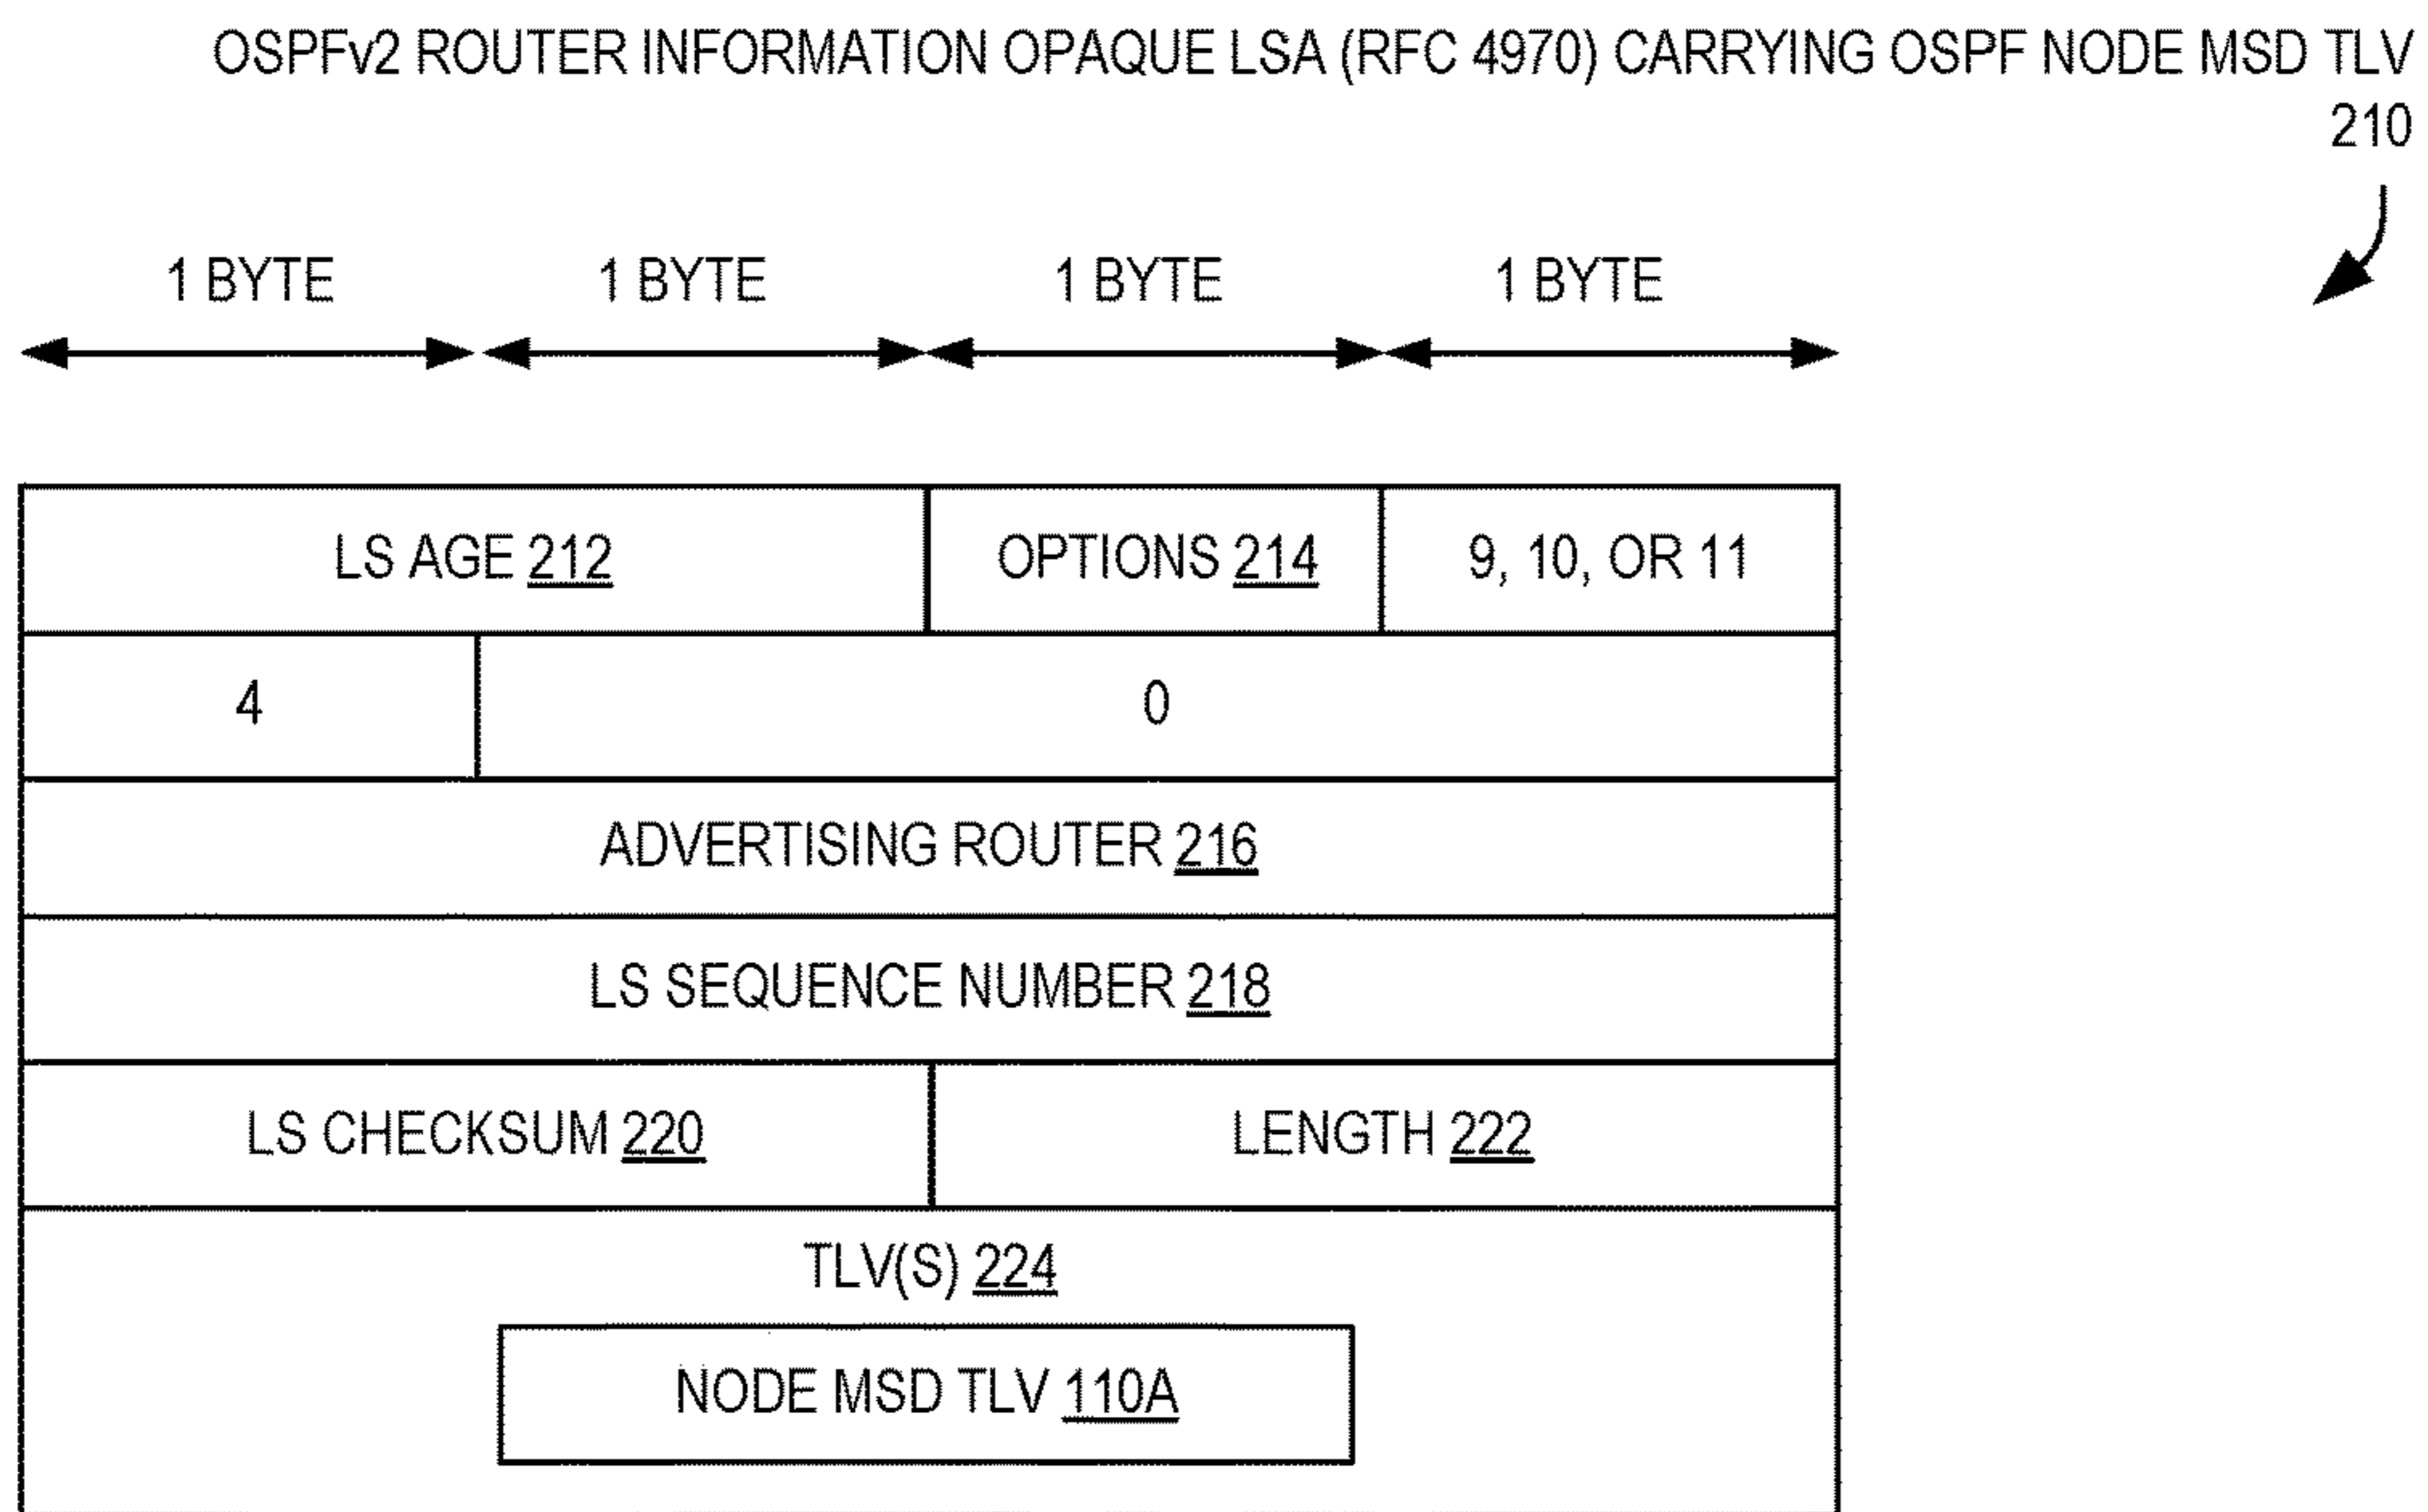 OSPFv2 ROUTER INFORMATION OPAQUE LSA (RFC 4970) CARRYING OSPF NODE MSD TLV
210
1 BYTE 1 BYTE 1 BYTE 1 BYTE
LS AGE 212 OPTIONS 214 9, 10, OR 11
4 0
ADVERTISING ROUTER 216
LS SEQUENCE NUMBER 218
LS CHECKSUM 220 LENGTH 222
TLV(S) 224
NODE MSD TLV 110A